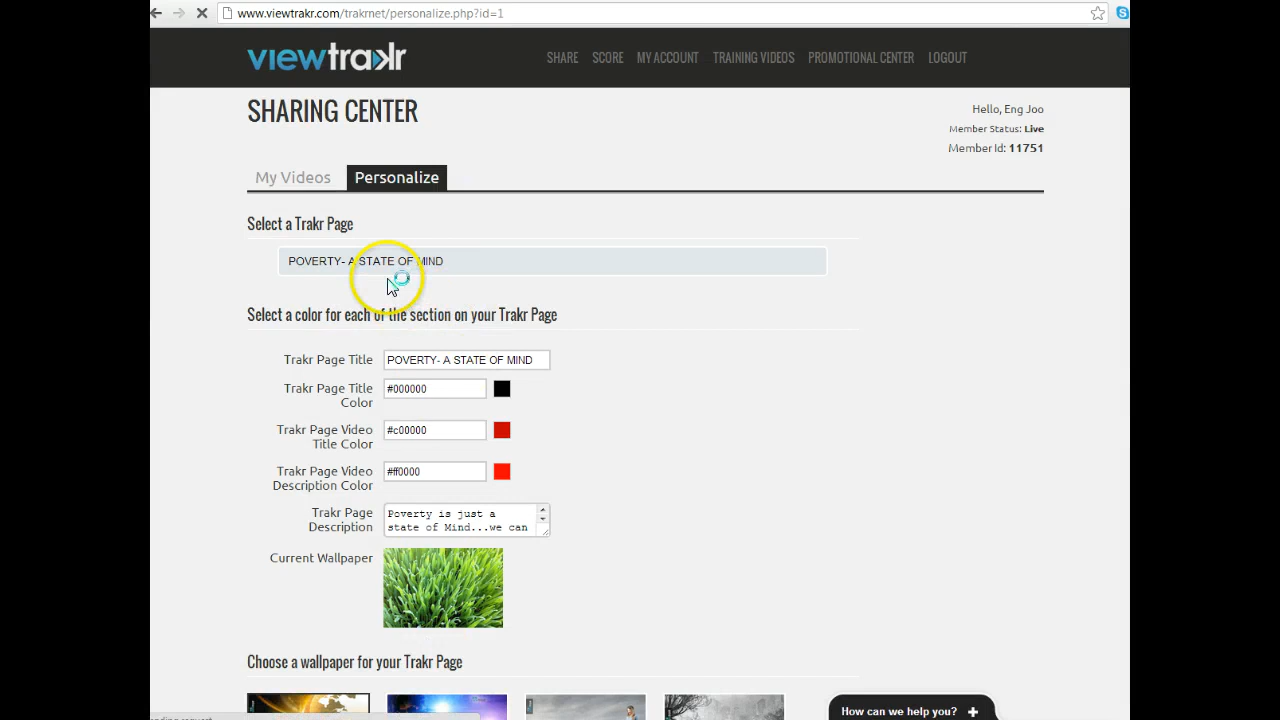 www.viewtrakr.com/trakrnet/personalize.php?id=1
viewtrakr
SHARE SCORE MY ACCOUNT TRAINING VIDEOS PROMOTIONAL CENTER LOGOUT
SHARING CENTER
Hello, Eng Joo
Member Status: Live
Member Id: 11751
My Videos Personalize
Select a Trakr Page
POVERTY- A STATE OF MIND
Select a color for each of the section on your Trakr Page
Trakr Page Title POVERTY- A STATE OF MIND
Trakr Page Title #000000
Color
Trakr Page Video #c00000
Title Color
Trakr Page Video #ff0000
Description Color
Trakr Page Poverty is just a
Description state of Mind...we can
Current Wallpaper
Choose a wallpaper for your Trakr Page
How can we help you? +